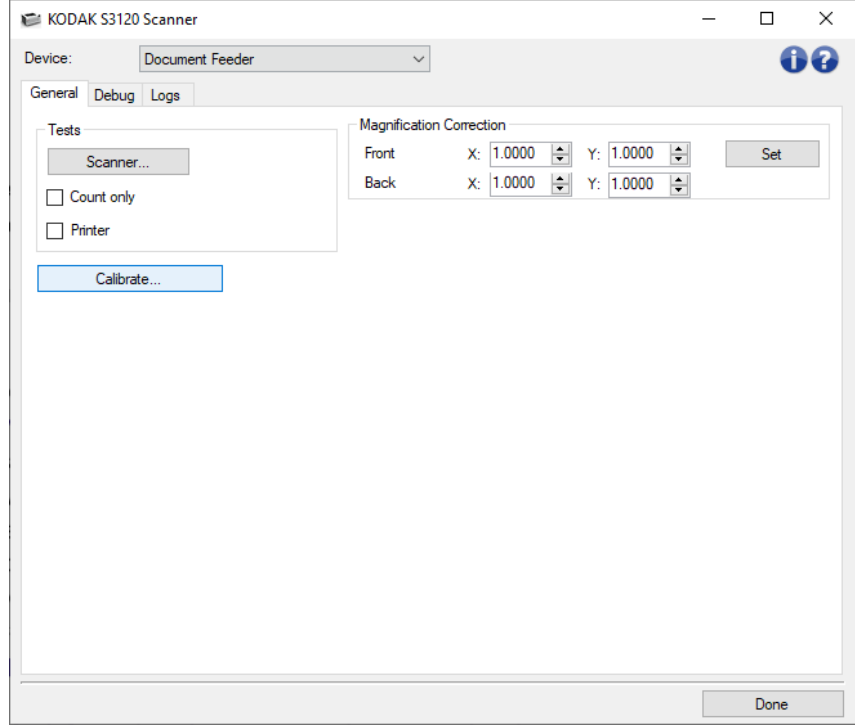 KODAK S3120 Scanner
Device: Document Feeder
General Debug Logs
Tests
Scanner...
Count only
Printer
Calibrate...
Magnification Correction
Front X: 1.0000 Y: 1.0000 Set
Back X: 1.0000 Y: 1.0000
Done